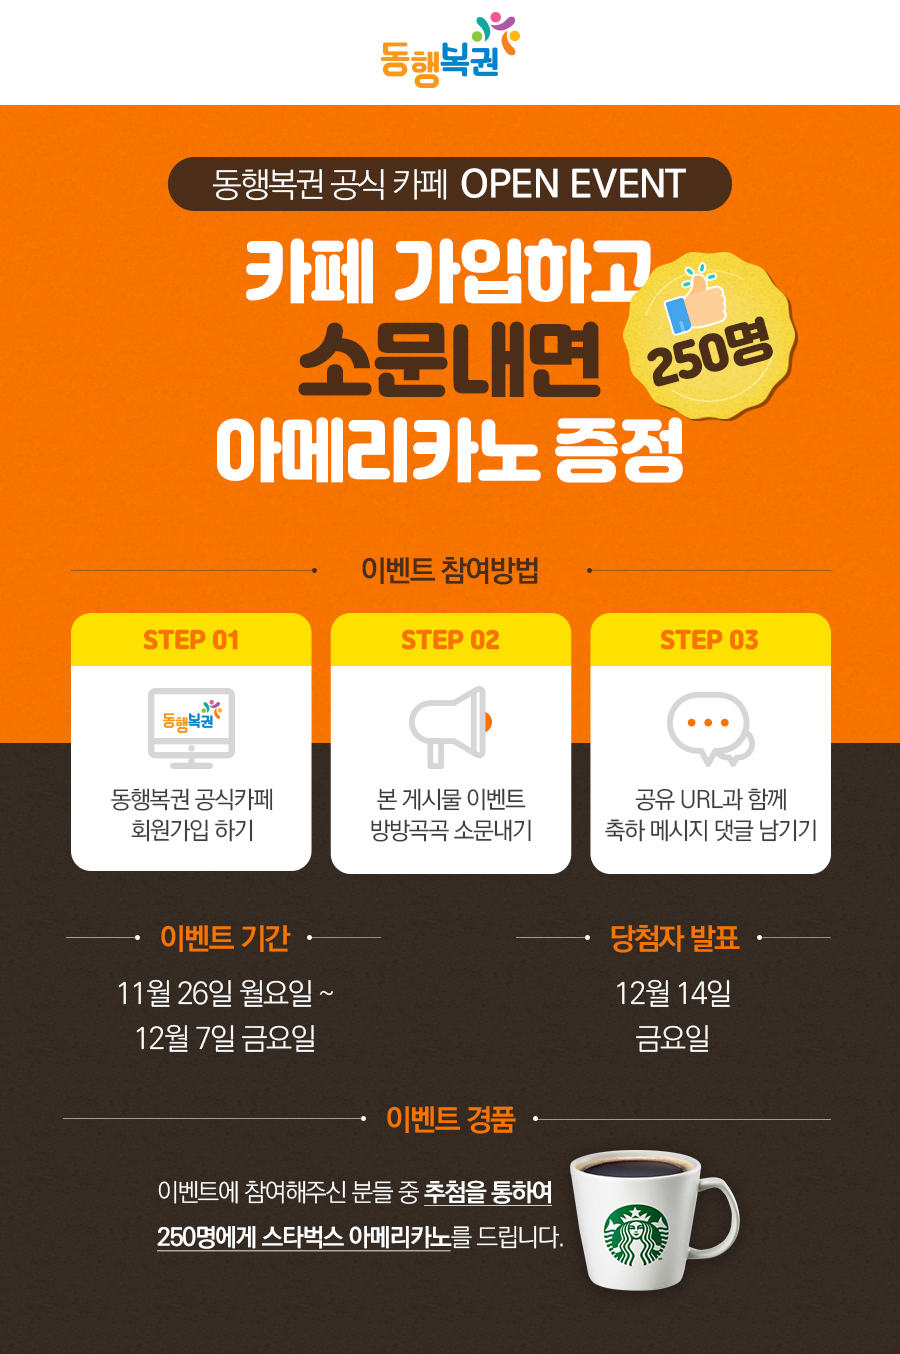 동행복권
동행복권 공식 카페 OPEN EVENT
카페 가입하고
소문내면
250명
아메리카노 증정
이벤트 참여방법
STEP 01
동행복권
동행복권 공식카페
회원가입 하기
STEP 02
본 게시물 이벤트
방방곡곡 소문내기
STEP 03
공유 URL과 함께
축하 메시지 댓글 남기기
이벤트 기간
11월 26일 월요일 ~
12월 7일 금요일
당첨자 발표
12월 14일
금요일
이벤트 경품
이벤트에 참여해주신 분들 중 추첨을 통하여
250명에게 스타벅스 아메리카노를 드립니다.